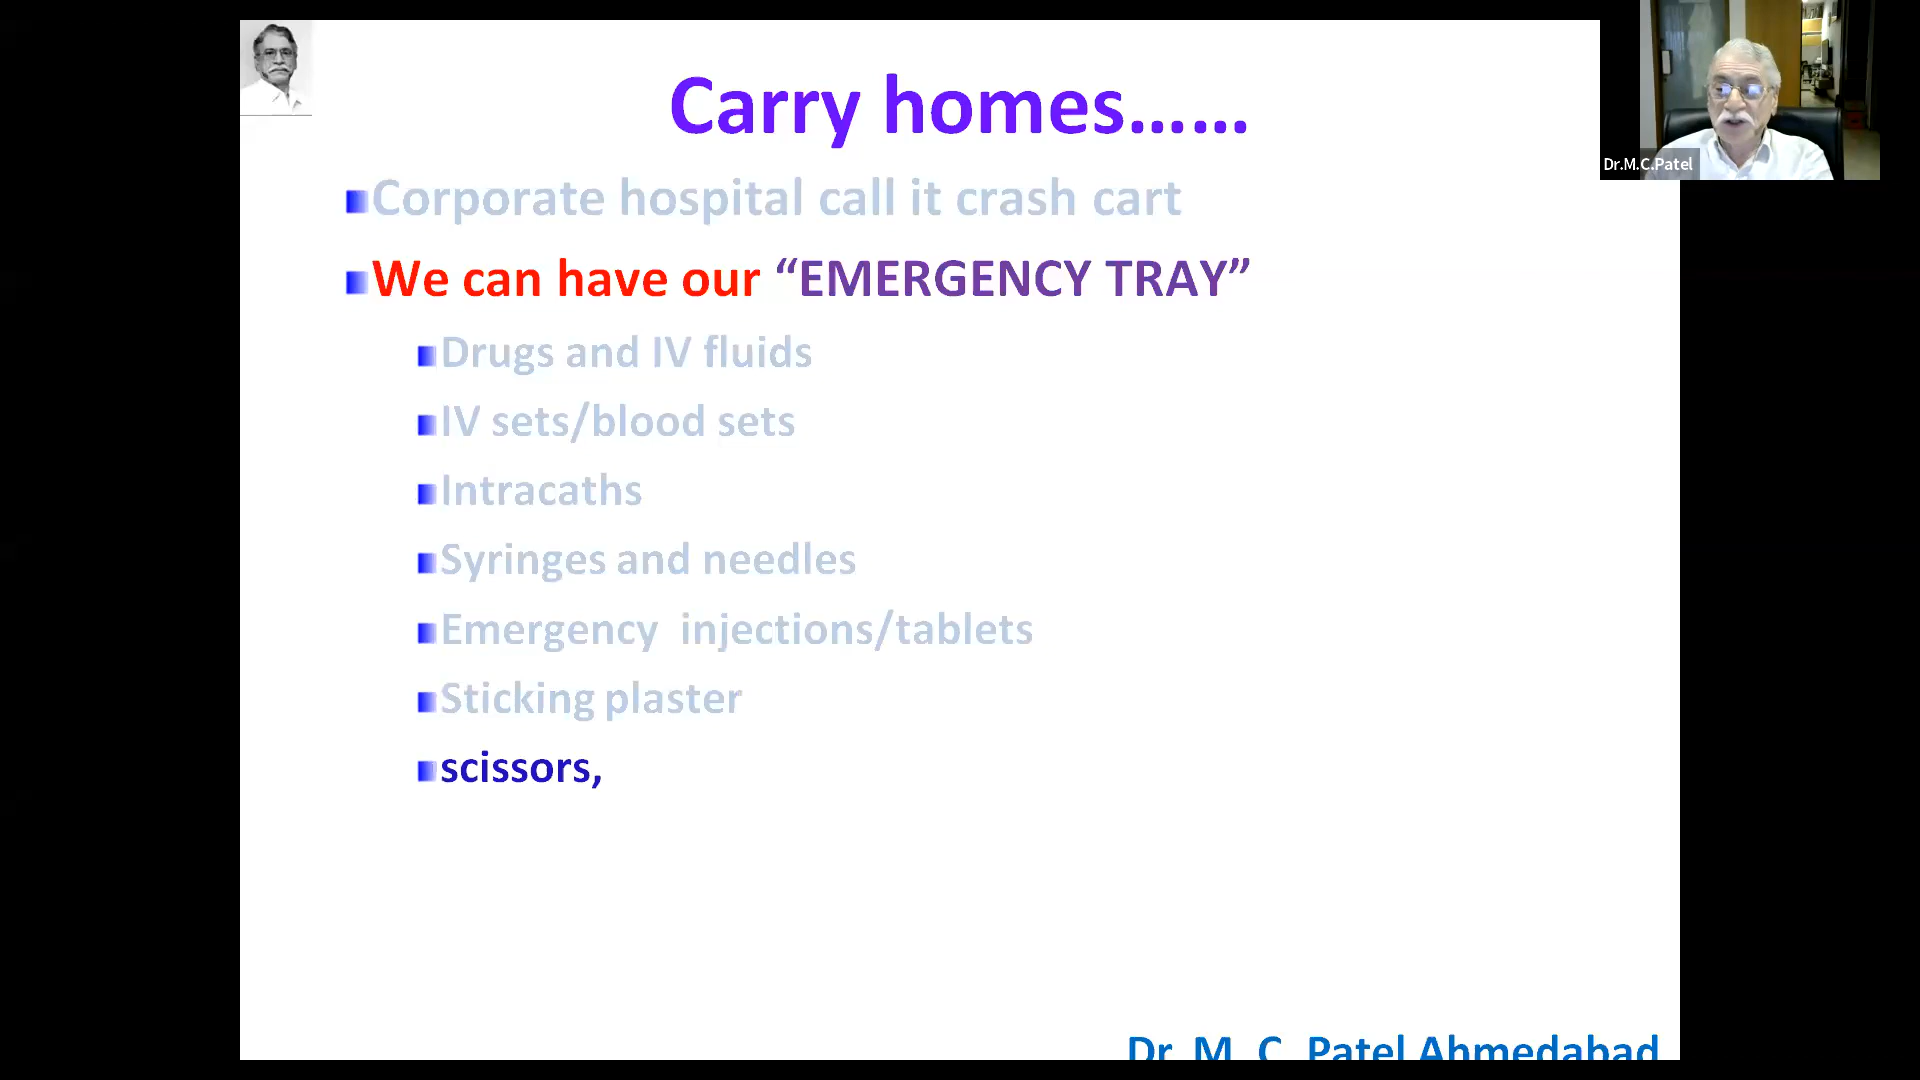 Carry homes......
Corporate hospital call it crash cart
We can have our “EMERGENCY TRAY”
Drugs and IV fluids
IV sets/blood sets
Intracaths
Syringes and needles
Emergency  injections/tablets
Sticking plaster
scissors,
Dr.M.C.Patel
Dr. M. C. Patel Ahmedabad